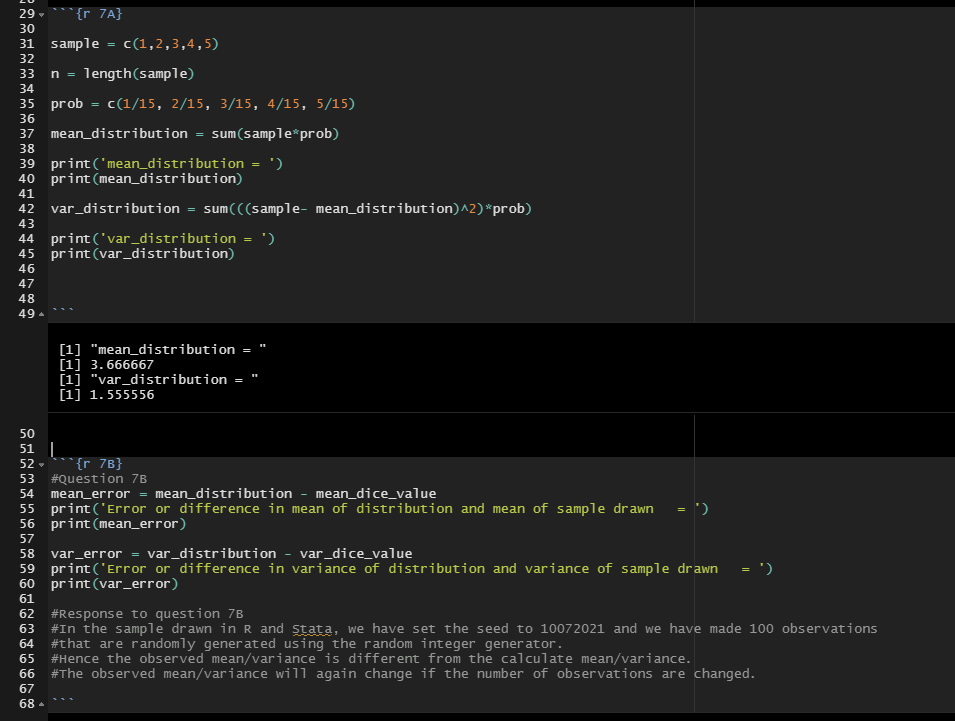 29 ```{r 7A}
30
31 sample = c(1,2,3,4,5)
32
33 n = length(sample)
34
35 prob = c(1/15, 2/15, 3/15, 4/15, 5/15)
36
37 mean_distribution = sum(sample*prob)
38
39 print('mean_distribution = ')
40 print(mean_distribution)
41
42 var_distribution = sum(((sample- mean_distribution)^2)*prob)
43
44 print('var_distribution = ')
45 print(var_distribution)
46
47
48
49 ```
[1] "mean_distribution = "
[1] 3.666667
[1] "var_distribution = "
[1] 1.555556
50
51
52 ```{r 7B}
53 #Question 7B
54 mean_error = mean_distribution - mean_dice_value
55 print('Error or difference in mean of distribution and mean of sample drawn   = ')
56 print(mean_error)
57
58 var_error = var_distribution - var_dice_value
59 print('Error or difference in variance of distribution and variance of sample drawn   = ')
60 print(var_error)
61
62 #Response to question 7B
63 #In the sample drawn in R and Stata, we have set the seed to 10072021 and we have made 100 observations
64 #that are randomly generated using the random integer generator.
65 #Hence the observed mean/variance is different from the calculate mean/variance.
66 #The observed mean/variance will again change if the number of observations are changed.
67
68 ```